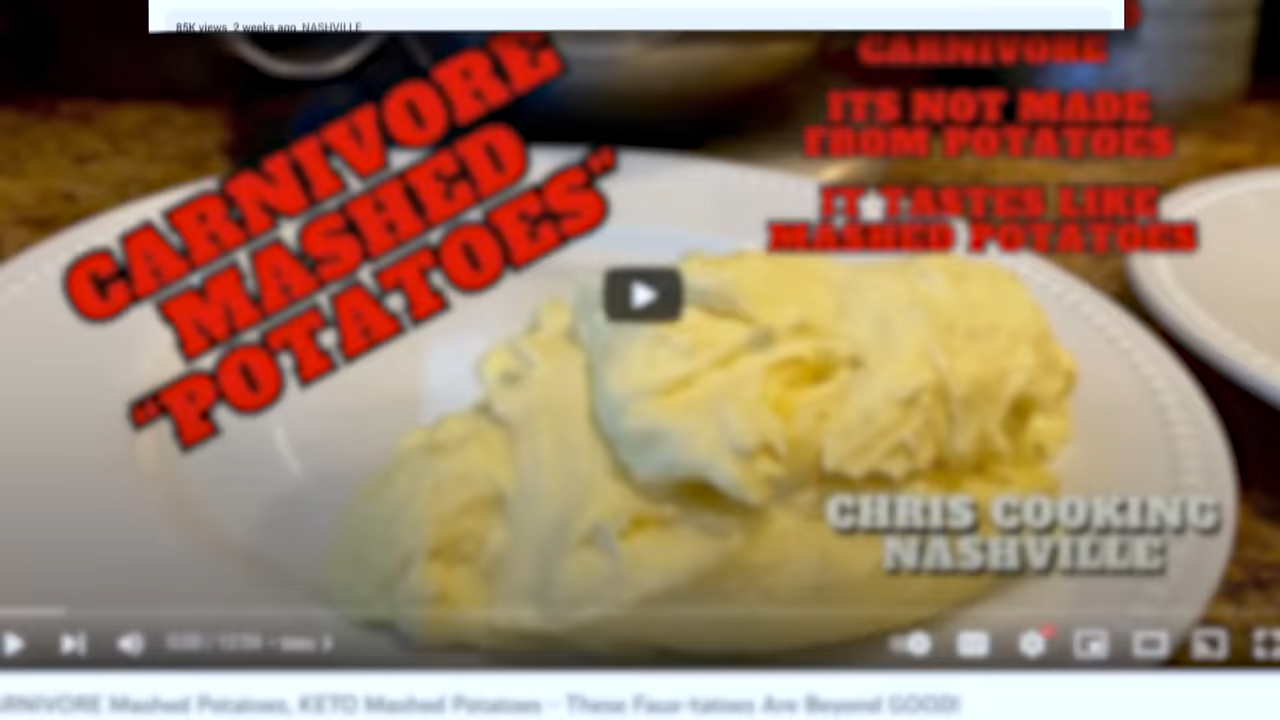 85K views 2 weeks ago NASHVILLE
CARNIVORE
MASHED
"POTATOES"
CARNIVORE
ITS NOT MADE
FROM POTATOES
IT TASTES LIKE
MASHED POTATOES
CHRIS COOKING
NASHVILLE
ARNIVORE Mashed Potatoes, KETO Mashed Potatoes - These Faux-tatoes Are Beyond GOOD!